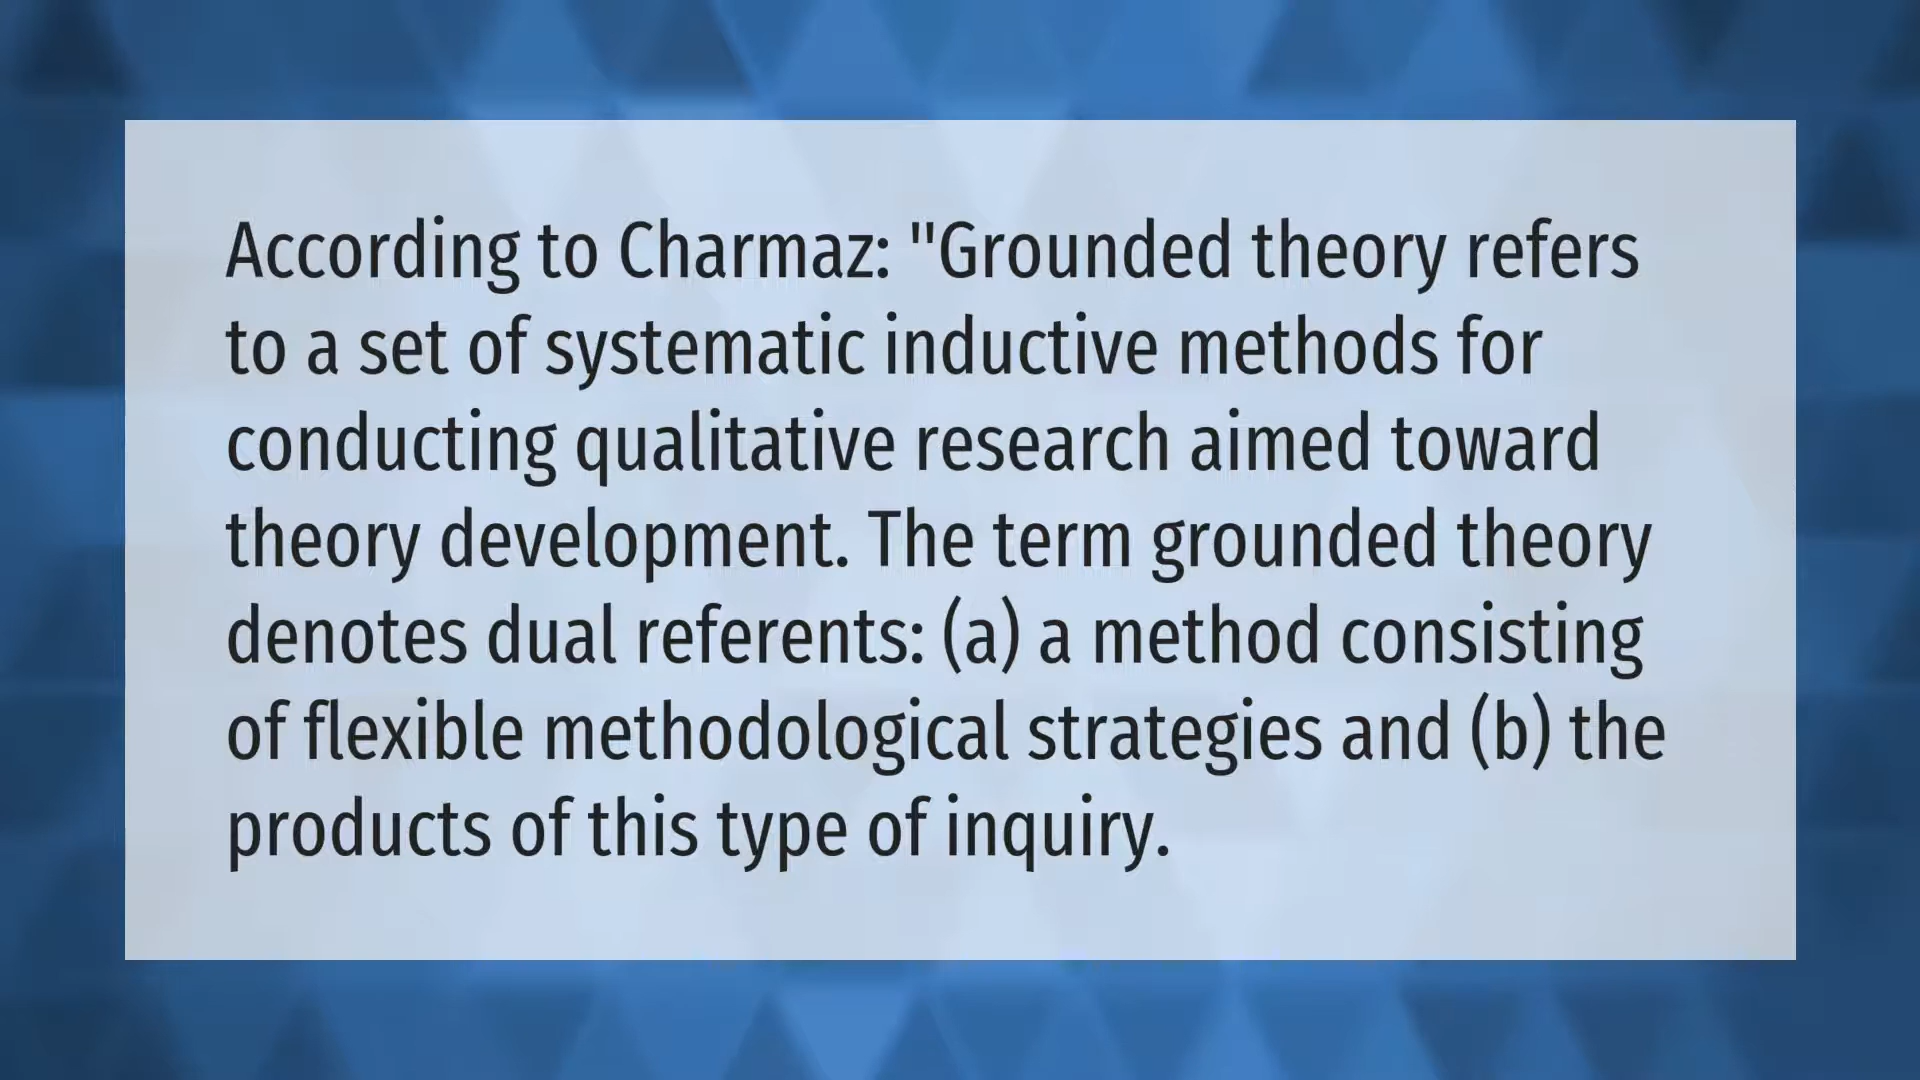 According to Charmaz: "Grounded theory refers
to a set of systematic inductive methods for
conducting qualitative research aimed toward
theory development. The term grounded theory
denotes dual referents: (a) a method consisting
of flexible methodological strategies and (b) the
products of this type of inquiry.